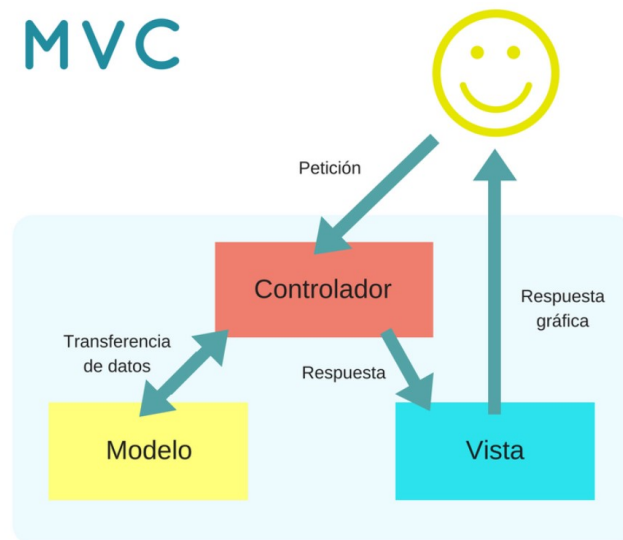 MVC
Petición
Controlador
Transferencia
de datos
Respuesta
Respuesta
gráfica
Modelo
Vista